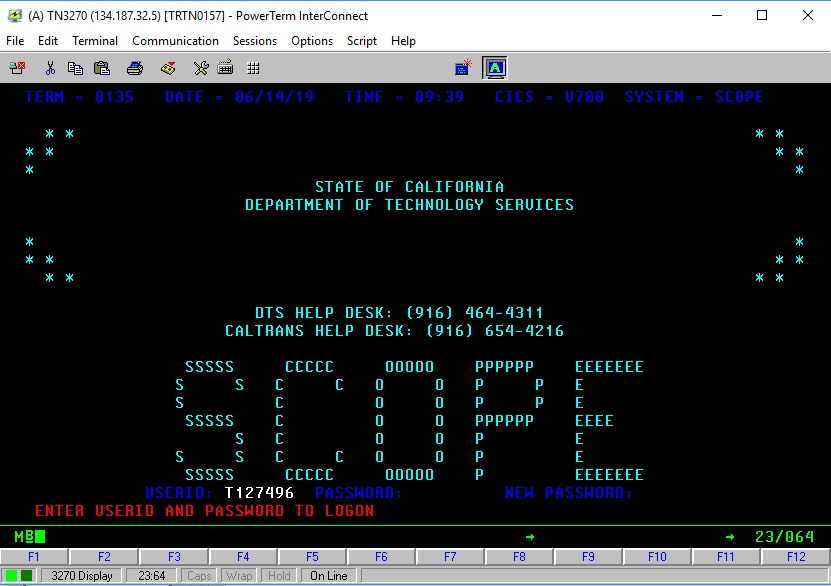 (A) TN3270 (134.187.32.5) [TRTN0157] - PowerTerm InterConnect
File Edit Terminal Communication Sessions Options Script Help
A
TERM = 0135 DATE = 06/14/19 TIME = 09:39 CICS = V700 SYSTEM = SCOPE
* * * *
* * * *
* *
STATE OF CALIFORNIA
DEPARTMENT OF TECHNOLOGY SERVICES
* *
* * * *
* * * *
DTS HELP DESK: (916) 464-4311
CALTRANS HELP DESK: (916) 654-4216
SSSSS CCCCC OOOOO PPPPPP EEEEEEE
S S C C O O P P E
S C O O P P E
SSSSS C O O PPPPPP EEEE
S C O O P E
S S C C O O P E
SSSSS CCCCC OOOOO P EEEEEEE
USERID: T127496 PASSWORD: NEW PASSWORD:
ENTER USERID AND PASSWORD TO LOGON
MB → → 23/064
F1 F2 F3 F4 F5 F6 F7 F8 F9 F10 F11 F12
3270 Display 23:64 Caps Wrap Hold On Line